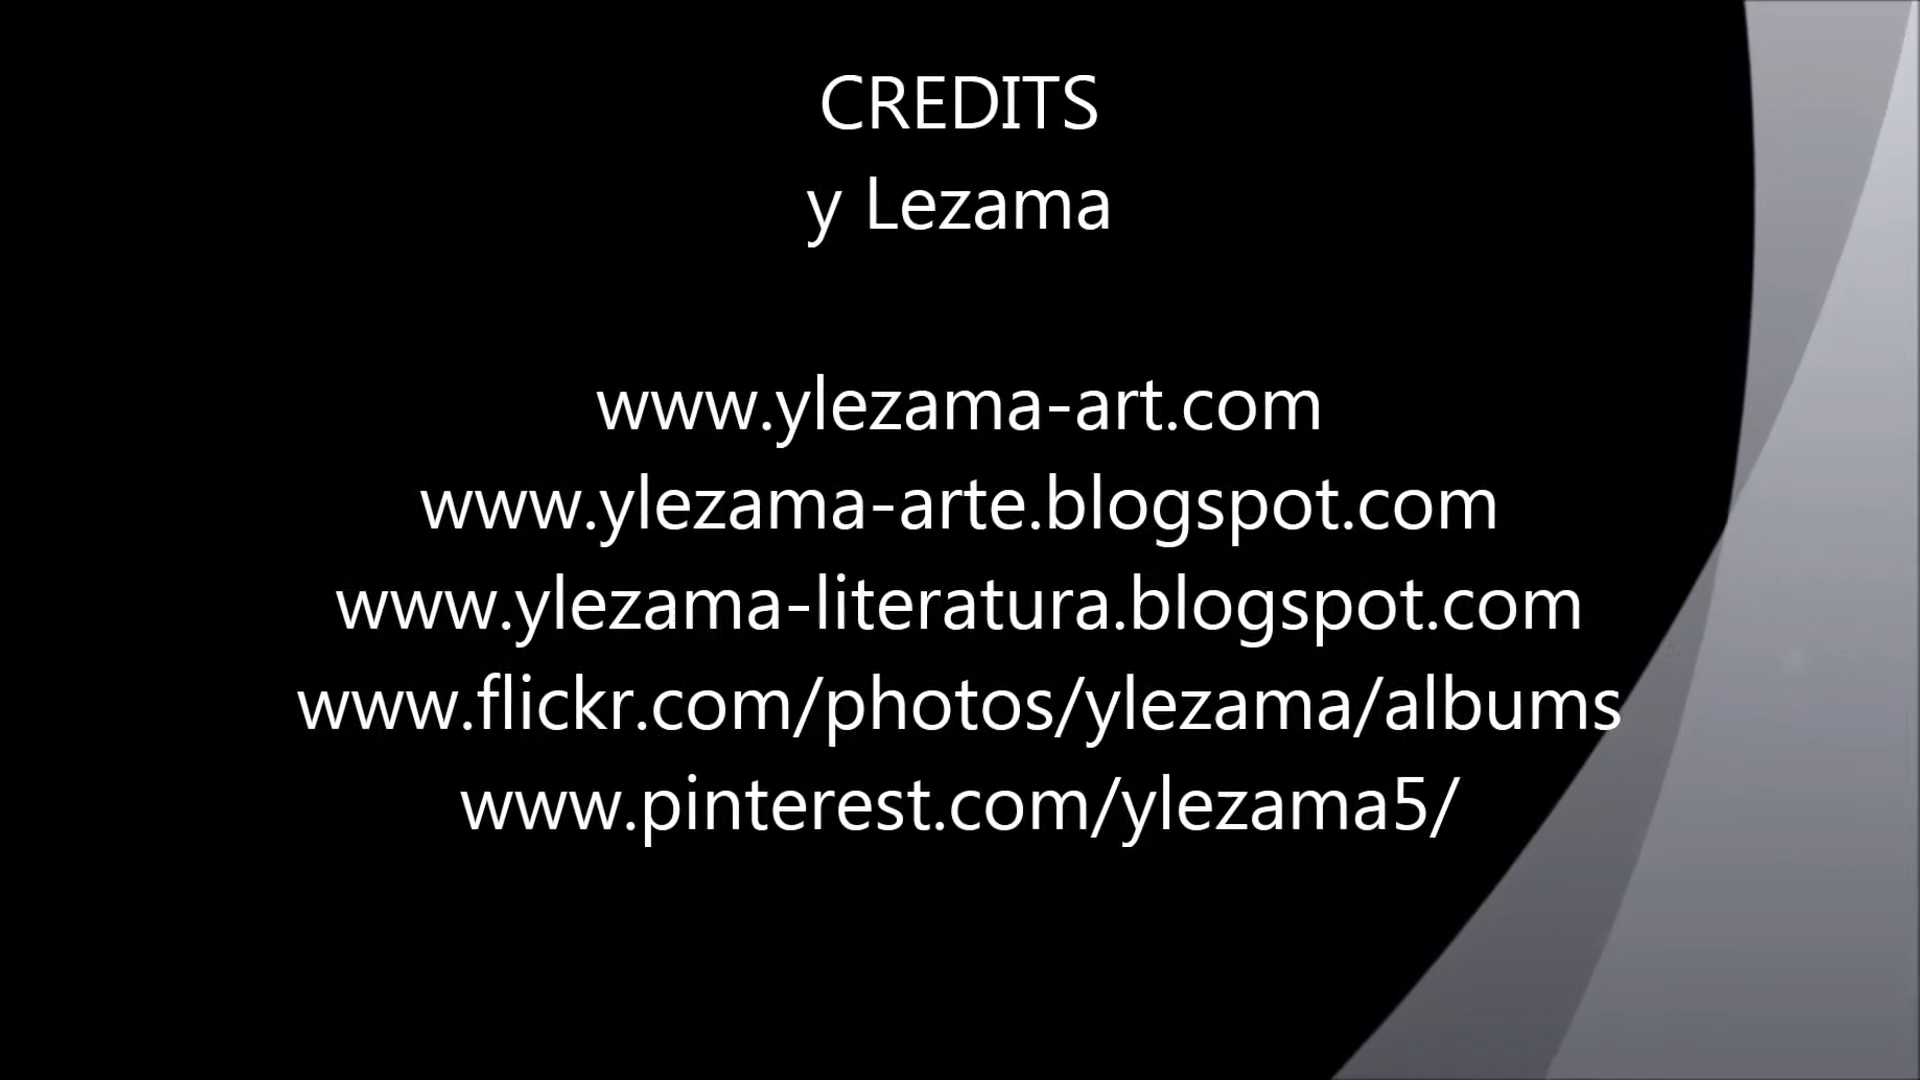 CREDITS
y Lezama
www.ylezama-art.com
www.ylezama-arte.blogspot.com
www.ylezama-literatura.blogspot.com
www.flickr.com/photos/ylezama/albums
www.pinterest.com/ylezama5/